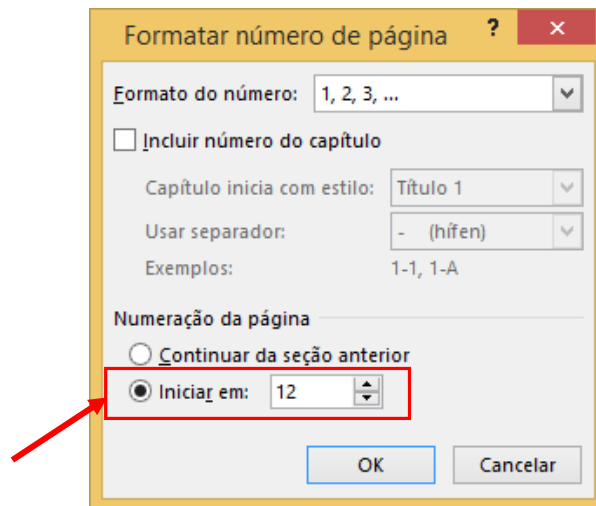 Formatar número de página ? ×
Formato do número: 1, 2, 3, ...
Incluir número do capítulo
Capítulo inicia com estilo: Título 1
Usar separador: - (hífen)
Exemplos: 1-1, 1-A
Numeração da página
Continuar da seção anterior
Iniciar em: 12
OK Cancelar